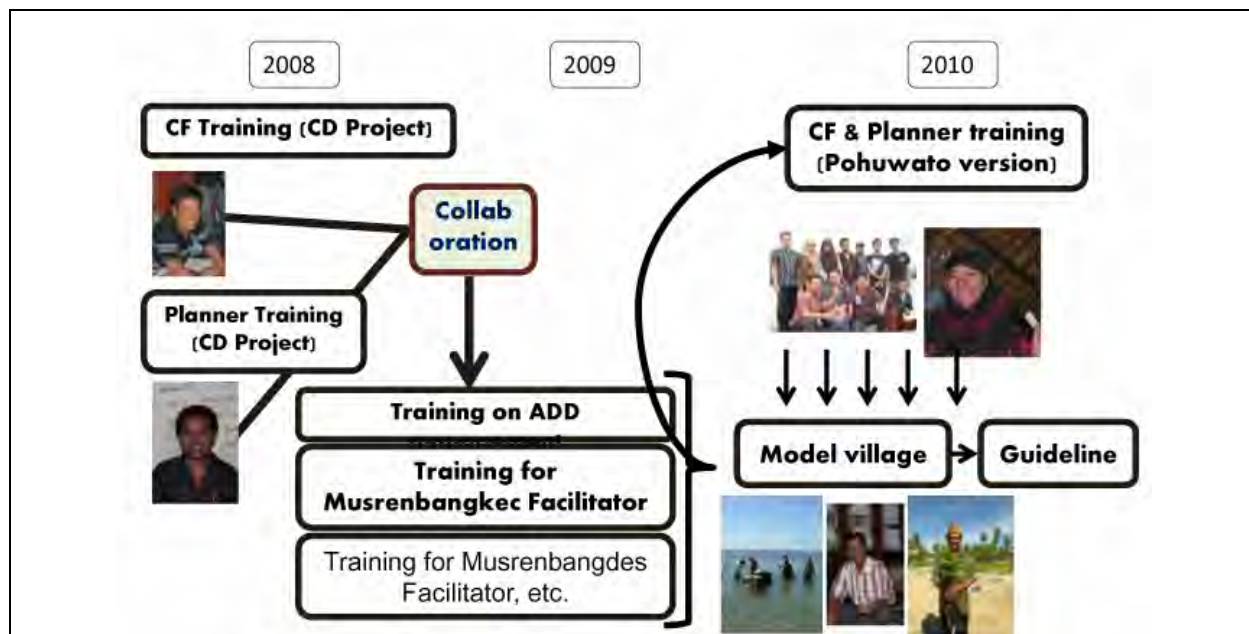 2008
2009
2010
CF Training (CD Project)
CF & Planner training
(Pohuwato version)
Collab
oration
Planner Training
(CD Project)
Training on ADD
Training for
Musrenbangkec Facilitator
Training for Musrenbangdes
Facilitator, etc.
Model village
Guideline